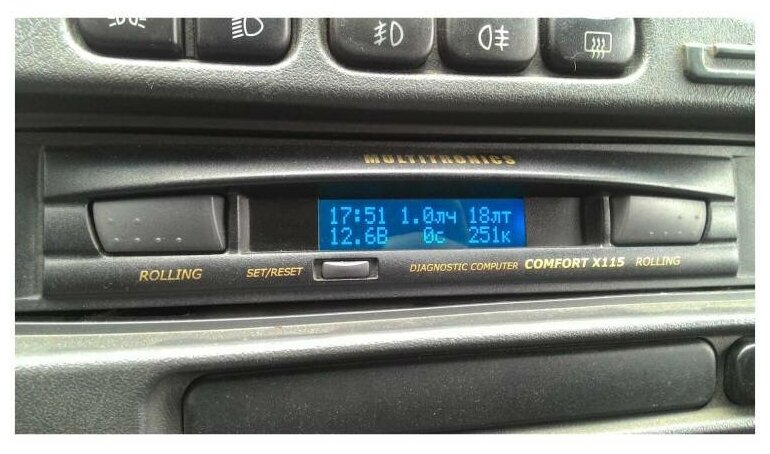 MULTITRONICS
17:51 1.0лч 18лт
12.6В 0с 251к
ROLLING
SET/RESET
DIAGNOSTIC COMPUTER COMFORT X115
ROLLING